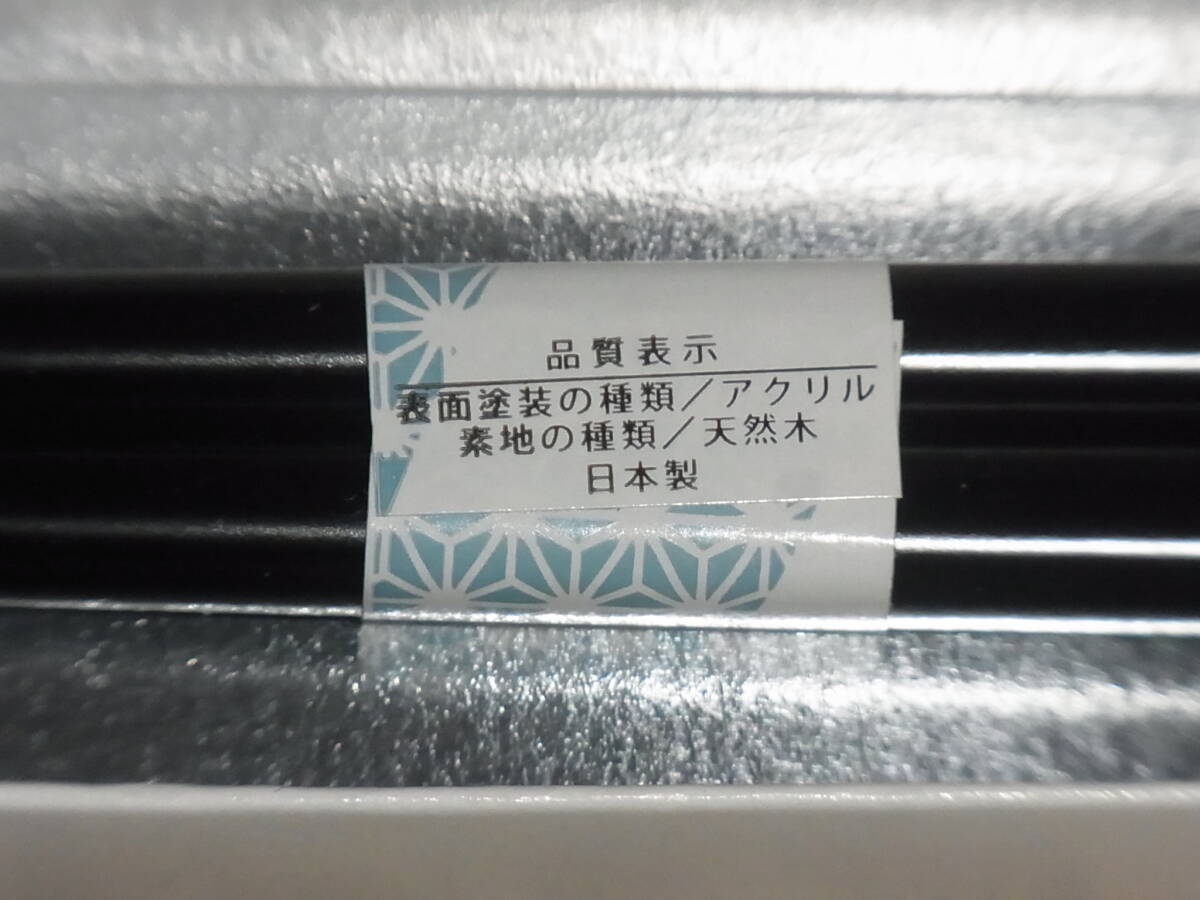 品質表示
表面塗装の種類／アクリル
素地の種類／天然木
日本製